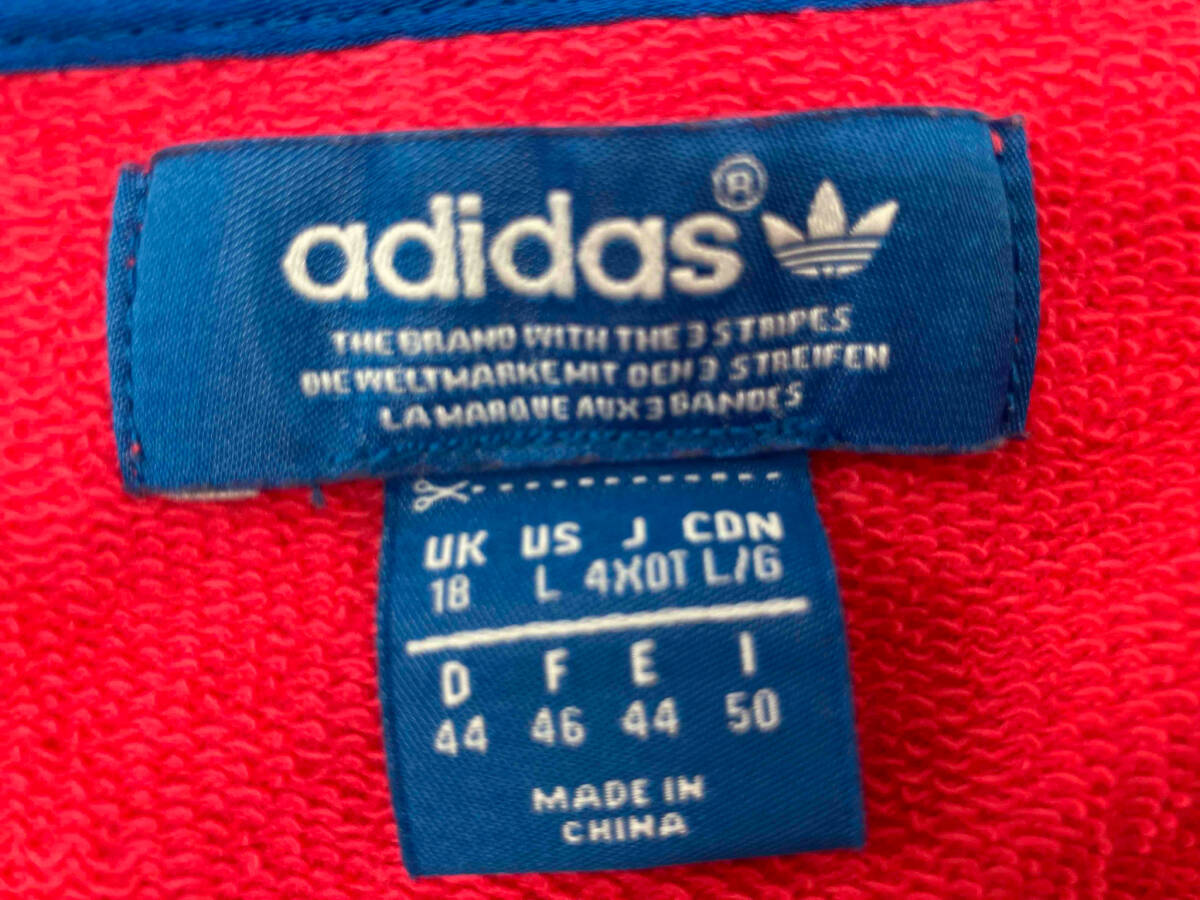 adidas®
THE BRAND WITH THE 3 STRIPES
DIE WELTMARKE MIT DEN 3 STREIFEN
LA MARQUE AUX 3 BANDES
UK US J CDN
18 L 4XOT L/G
D F E I
44 46 44 50
MADE IN
CHINA